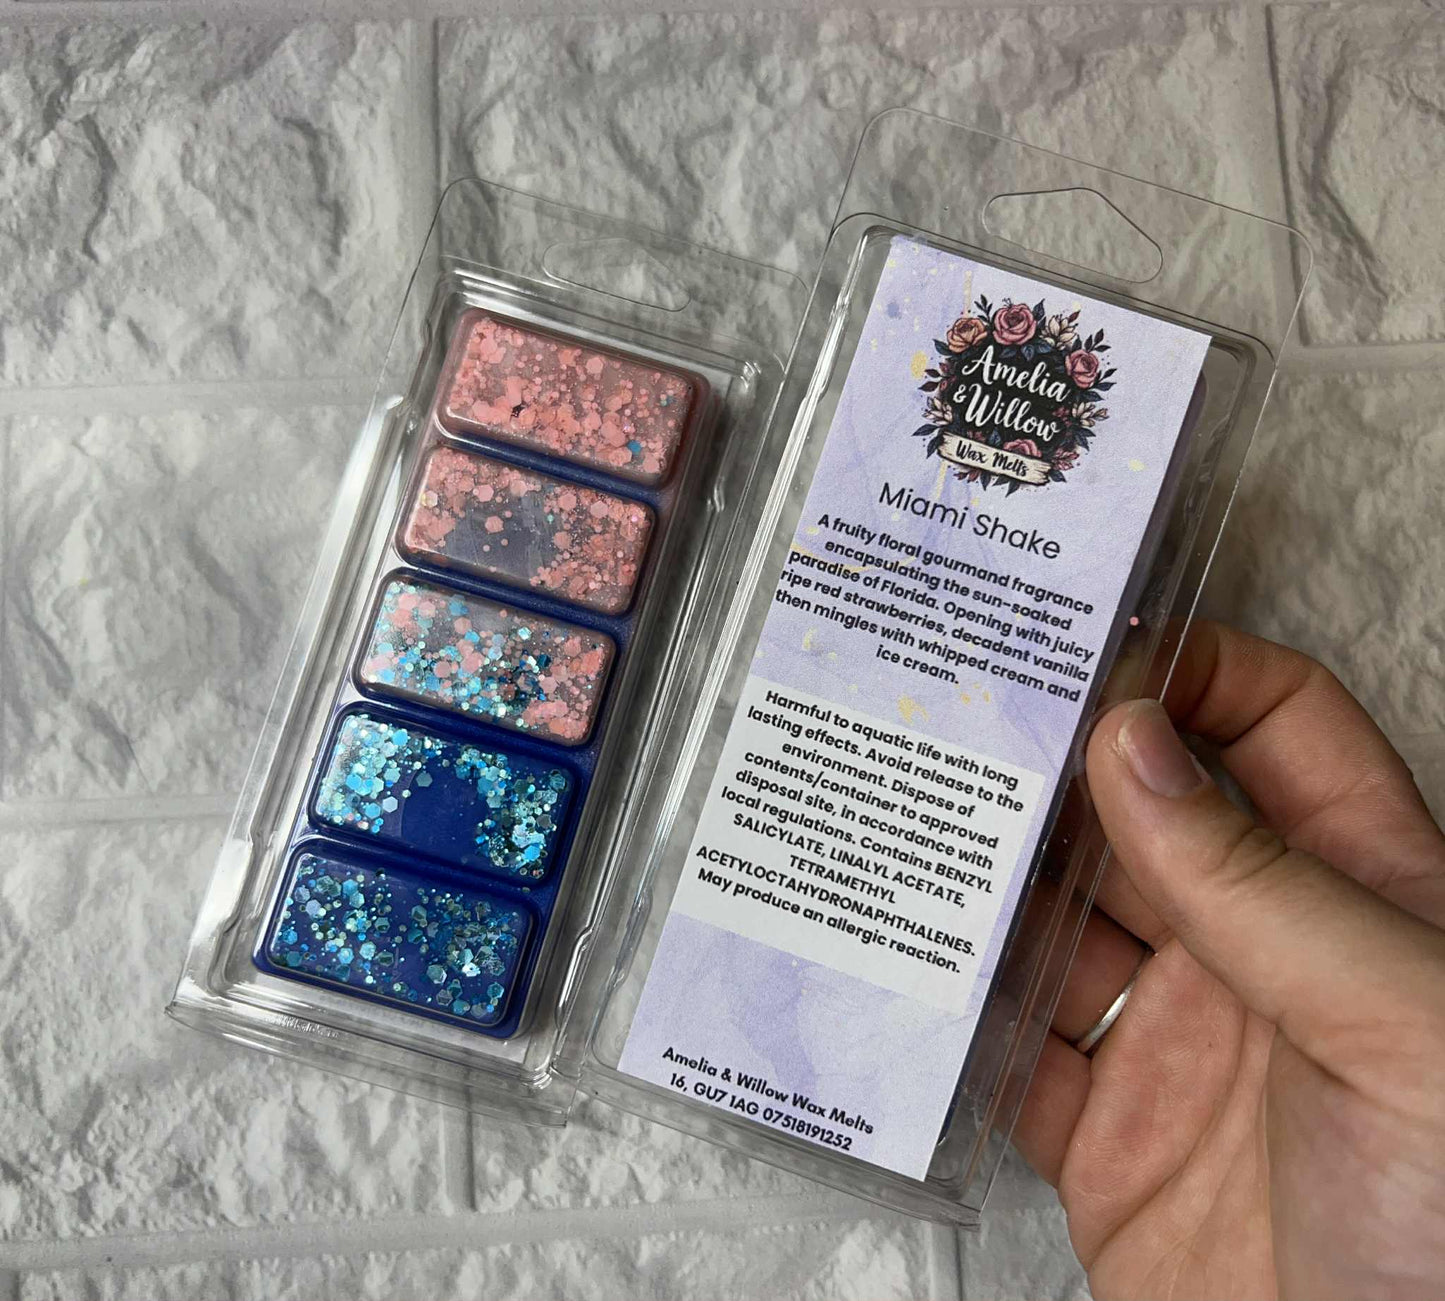 Amelia
& Willow
Wax Melts
Miami Shake
A fruity floral gourmand fragrance
encapsulating the sun-soaked
paradise of Florida. Opening with juicy
ripe red strawberries, decadent vanilla
then mingles with whipped cream and
ice cream.
Harmful to aquatic life with long
lasting effects. Avoid release to the
environment. Dispose of
contents/container to approved
disposal site, in accordance with
local regulations. Contains BENZYL
SALICYLATE, LINALYL ACETATE,
TETRAMETHYL
ACETYLOCTAHYDRONAPHTHALENES.
May produce an allergic reaction.
Amelia & Willow Wax Melts
16, GU7 1AG 07518191252